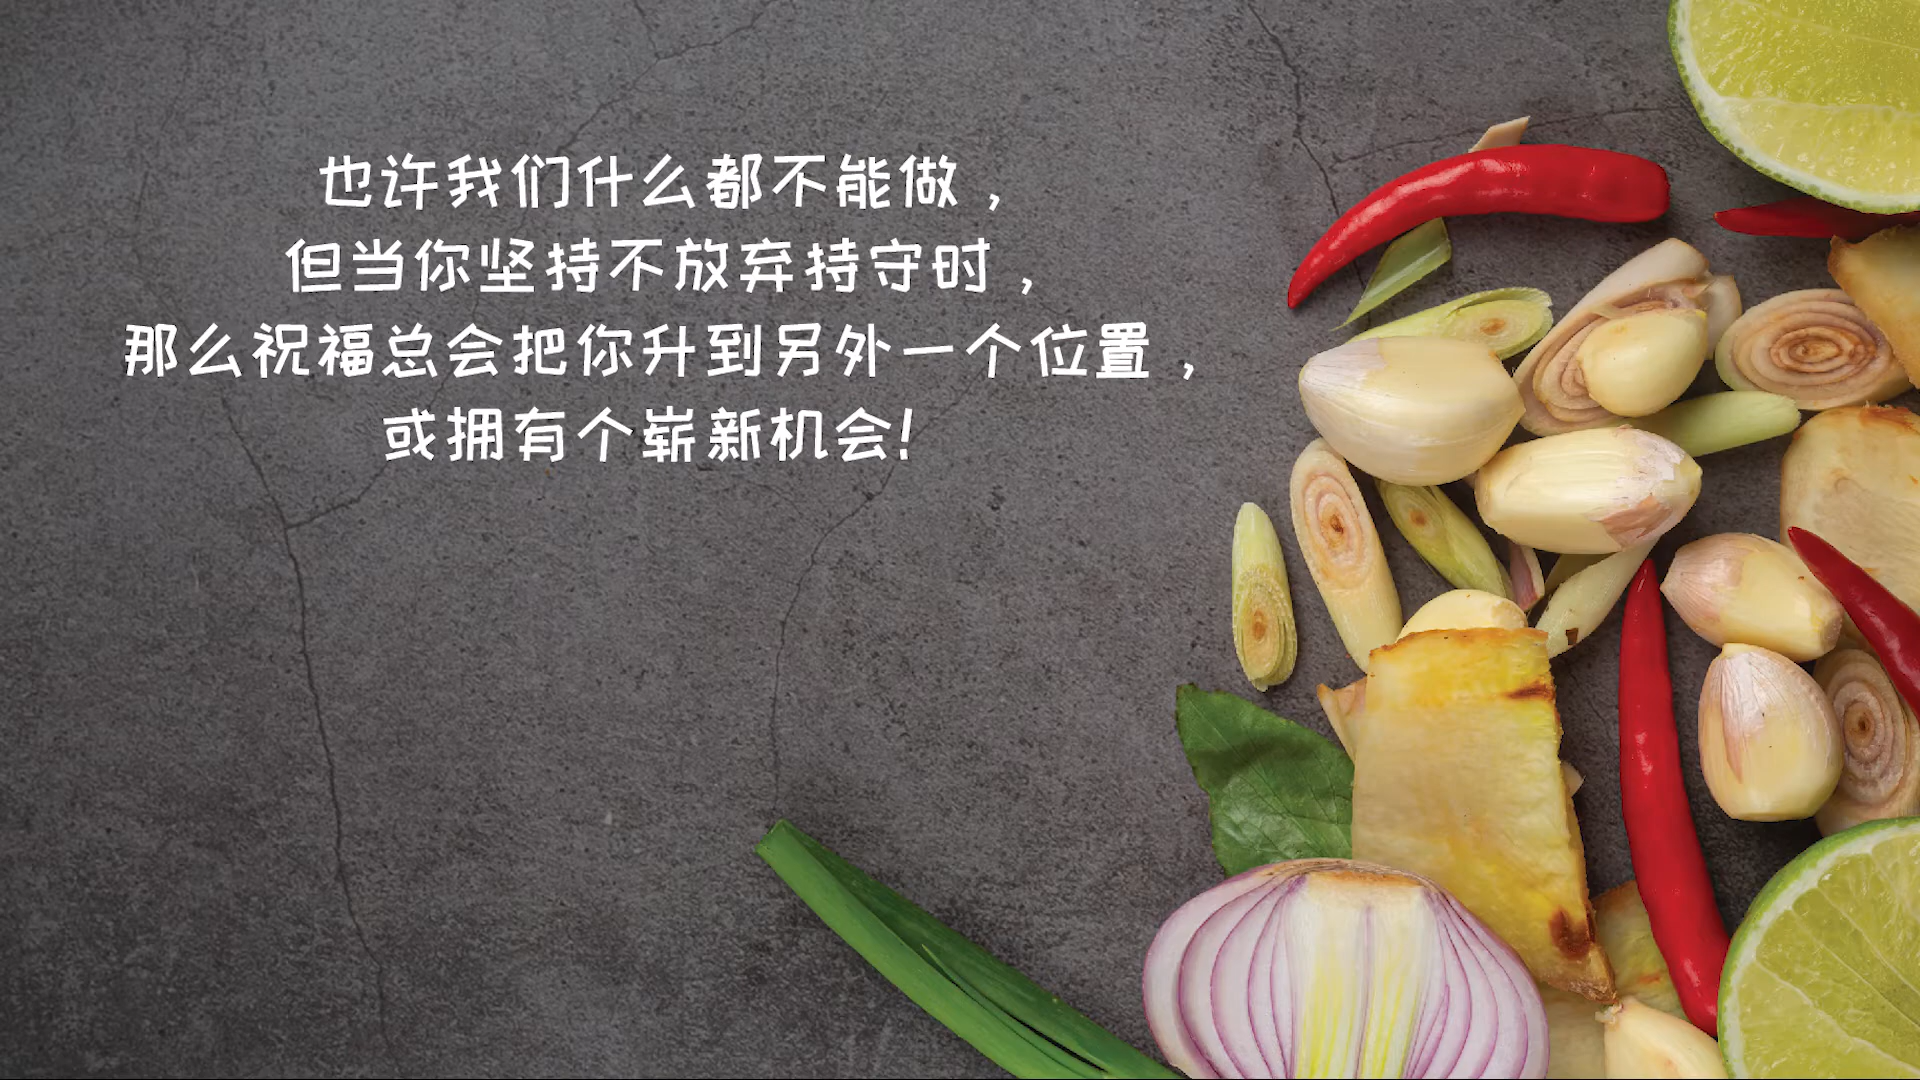 也许我们什么都不能做，
但当你坚持不放弃持守时，
那么祝福总会把你升到另外一个位置，
或拥有个崭新机会！